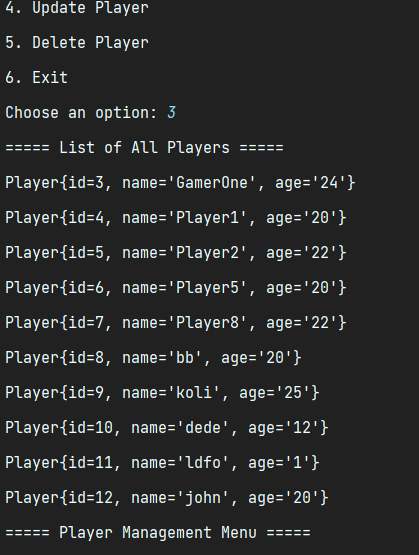 4. Update Player
5. Delete Player
6. Exit
Choose an option: 3
===== List of All Players =====
Player{id=3, name='GamerOne', age='24'}
Player{id=4, name='Player1', age='20'}
Player{id=5, name='Player2', age='22'}
Player{id=6, name='Player5', age='20'}
Player{id=7, name='Player8', age='22'}
Player{id=8, name='bb', age='20'}
Player{id=9, name='koli', age='25'}
Player{id=10, name='dede', age='12'}
Player{id=11, name='ldfo', age='1'}
Player{id=12, name='john', age='20'}
===== Player Management Menu =====